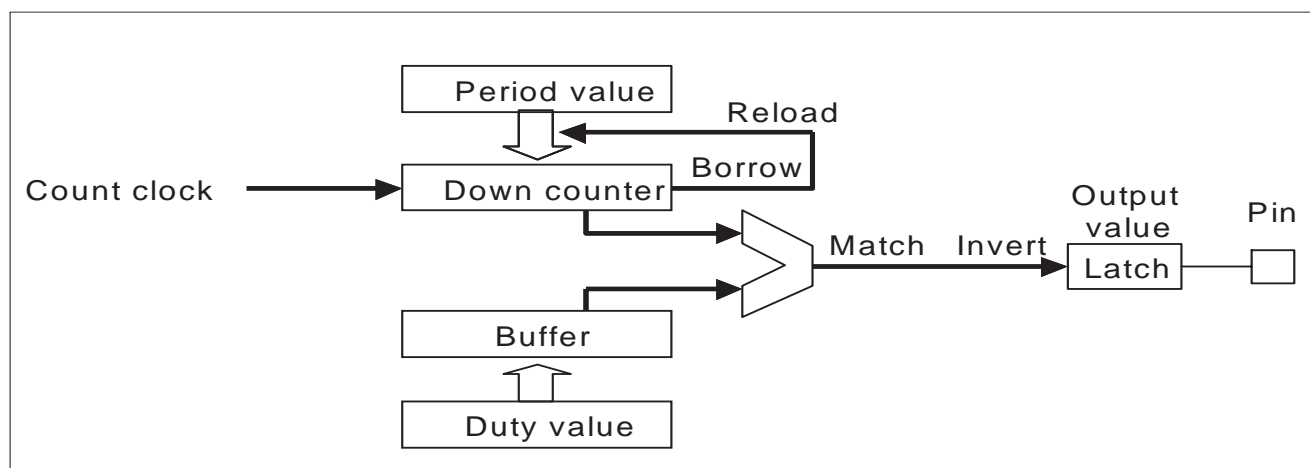 Period value
Reload
Borrow
Count clock
Down counter
Output
value
Pin
Match
Invert
Latch
Buffer
Duty value